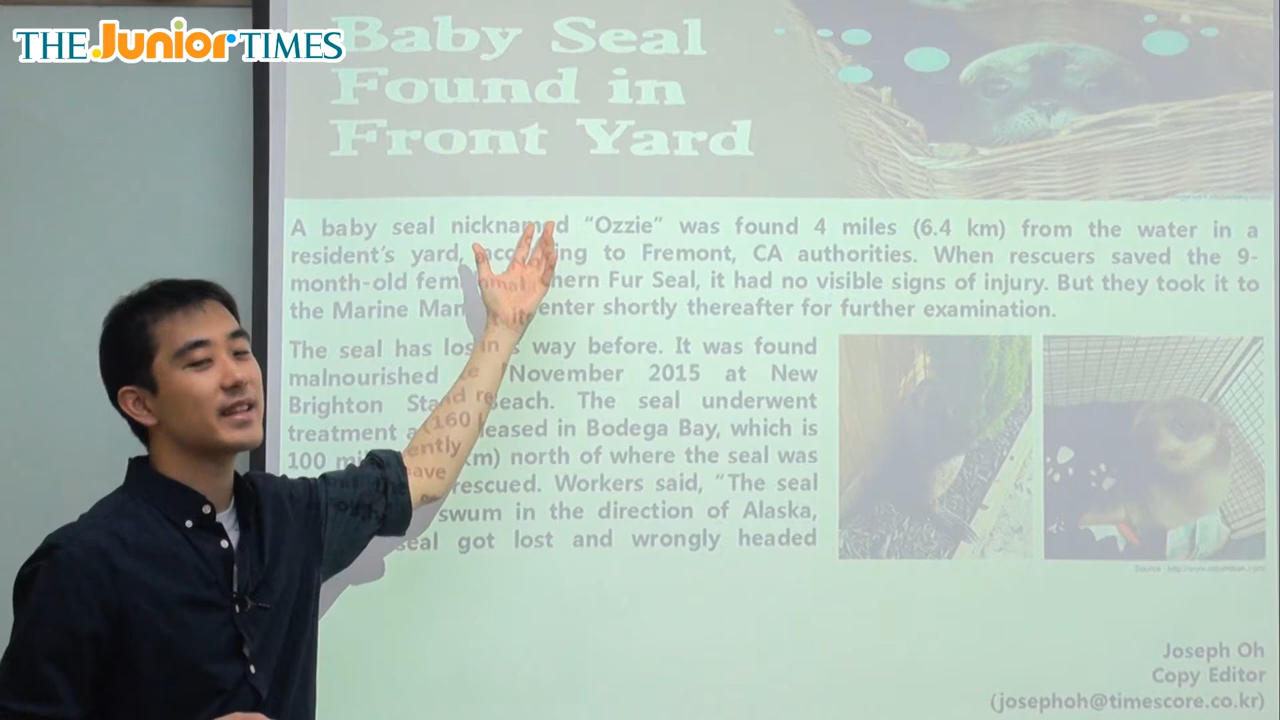 THE Junior TIMES
Baby Seal
Found in
Front Yard
A baby seal nicknamed “Ozzie” was found 4 miles (6.4 km) from the water in a
resident’s yard, according to Fremont, CA authorities. When rescuers saved the 9-
month-old hern Fur Seal, it had no visible signs of injury. But they took it to
the Marine enter shortly thereafter for further examination.
The seal has way before. It was found
malnourished November 2015 at New
Brighton each. The seal underwent
treatment leased in Bodega Bay, which is
100 km) north of where the seal was
rescued. Workers said, “The seal
swum in the direction of Alaska,
seal got lost and wrongly headed
Joseph Oh
Copy Editor
(josephoh@timescore.co.kr)